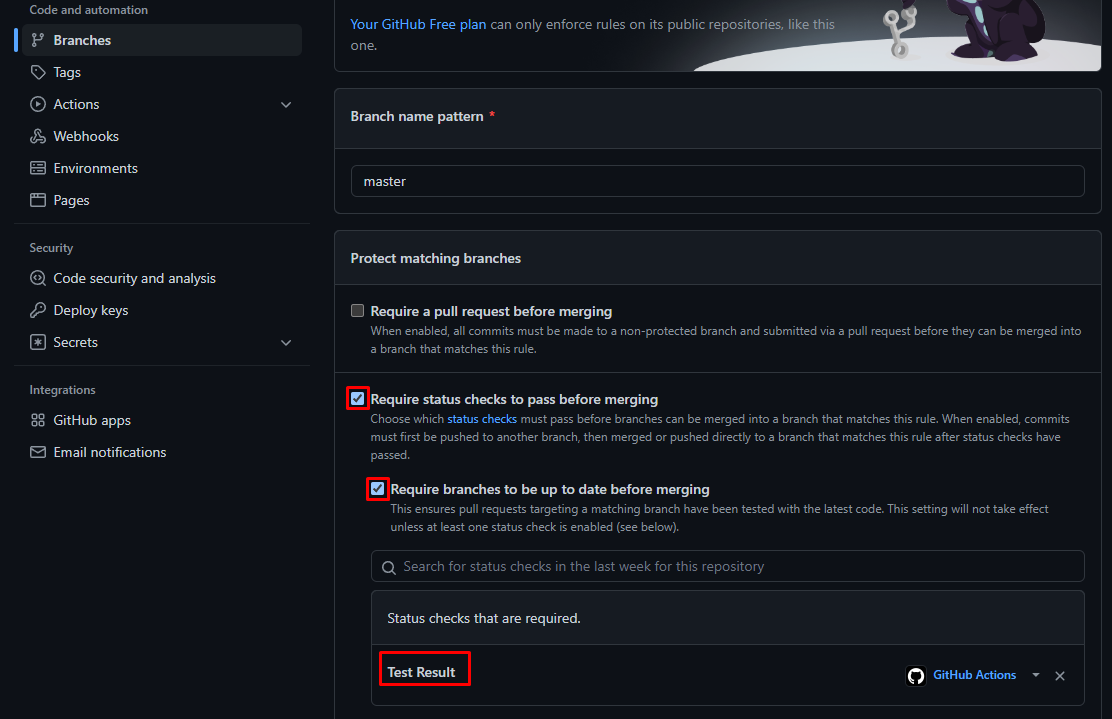 Code and automation
Branches
Tags
Actions
Webhooks
Environments
Pages
Security
Code security and analysis
Deploy keys
Secrets
Integrations
GitHub apps
Email notifications
Your GitHub Free plan can only enforce rules on its public repositories, like this
one.
Branch name pattern *
master
Protect matching branches
Require a pull request before merging
When enabled, all commits must be made to a non-protected branch and submitted via a pull request before they can be merged into
a branch that matches this rule.
Require status checks to pass before merging
Choose which status checks must pass before branches can be merged into a branch that matches this rule. When enabled, commits
must first be pushed to another branch, then merged or pushed directly to a branch that matches this rule after status checks have
passed.
Require branches to be up to date before merging
This ensures pull requests targeting a matching branch have been tested with the latest code. This setting will not take effect
unless at least one status check is enabled (see below).
Search for status checks in the last week for this repository
Status checks that are required.
Test Result
GitHub Actions